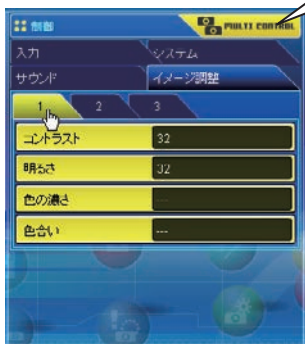 制御
MULTI CONTROL
入力 システム
サウンド イメージ調整
1 2 3
コントラスト 32
明るさ 32
色の濃さ ---
色合い ---